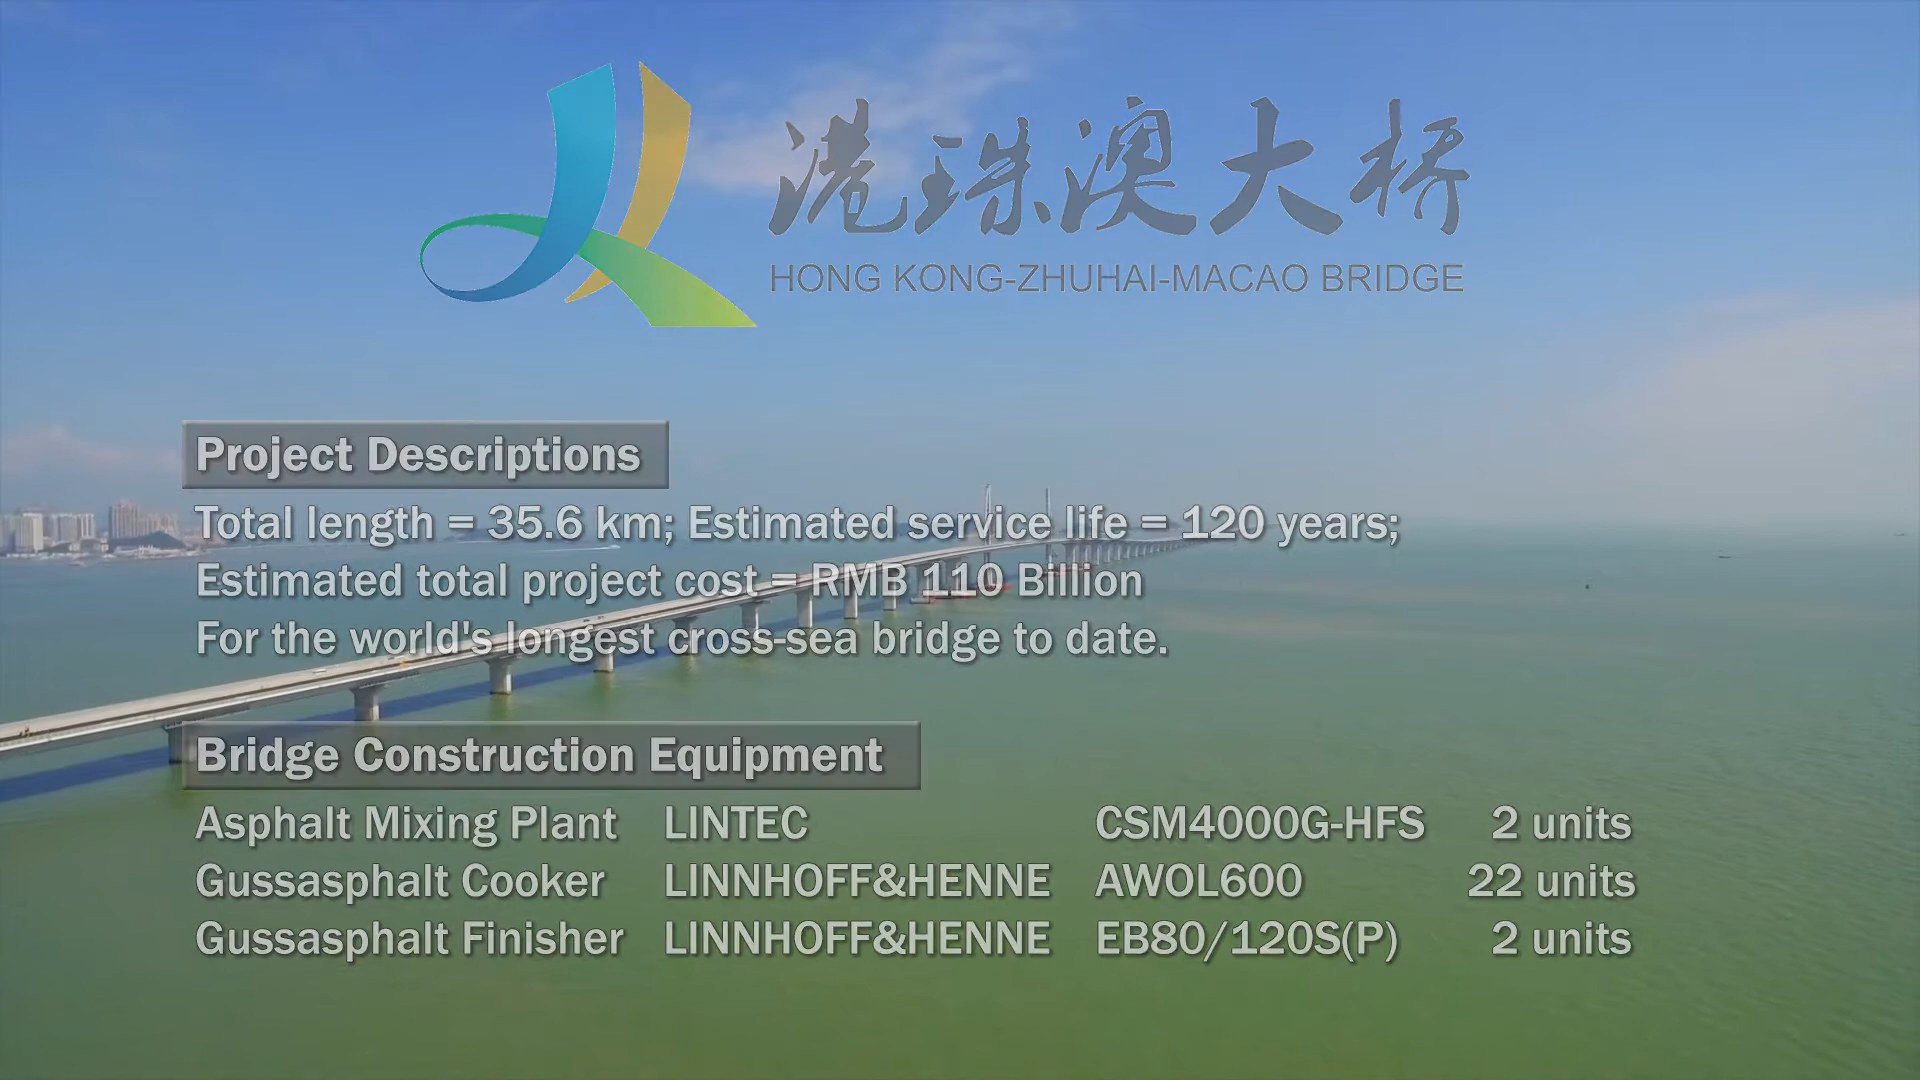 港珠澳大桥
HONG KONG-ZHUHAI-MACAO BRIDGE
Project Descriptions
Total length = 35.6 km; Estimated service life = 120 years;
Estimated total project cost = RMB 110 Billion
For the world's longest cross-sea bridge to date.
Bridge Construction Equipment
Asphalt Mixing Plant LINTEC CSM4000G-HFS 2 units
Gussasphalt Cooker LINNHOFF&HENNE AWOL600 22 units
Gussasphalt Finisher LINNHOFF&HENNE EB80/120S(P) 2 units